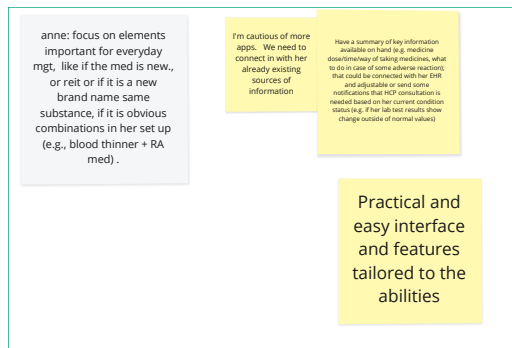 anne: focus on elements
important for everyday
mgt,  like if the med is new.,
or reit or if it is a new
brand name same
substance, if it is obvious
combinations in her set up
(e.g., blood thinner + RA
med) .
I'm cautious of more
apps.   We need to
connect in with her
already existing
sources of
information
Have a summary of key information
available on hand (e.g. medicine
dose/time/way of taking medicines, what
to do in case of some adverse reaction);
that could be connected with her EHR
and adjustable or send some
notifications that HCP consultation is
needed based on her current condition
status (e.g. if her lab test results show
change outside of normal values)
Practical and
easy interface
and features
tailored to the
abilities